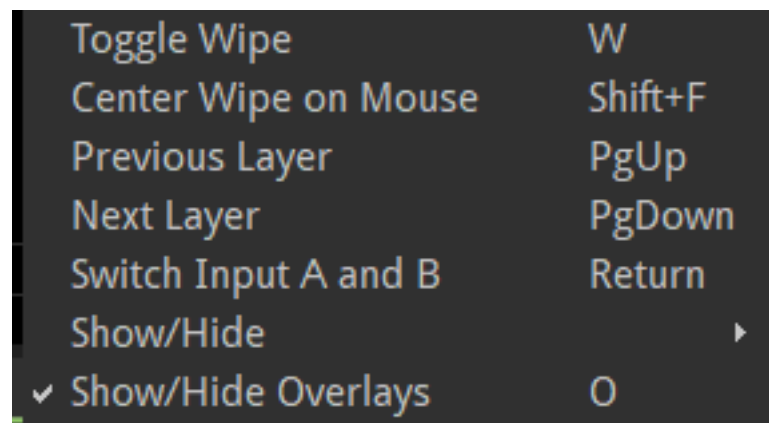 Toggle Wipe W
Center Wipe on Mouse Shift+F
Previous Layer PgUp
Next Layer PgDown
Switch Input A and B Return
Show/Hide
Show/Hide Overlays O